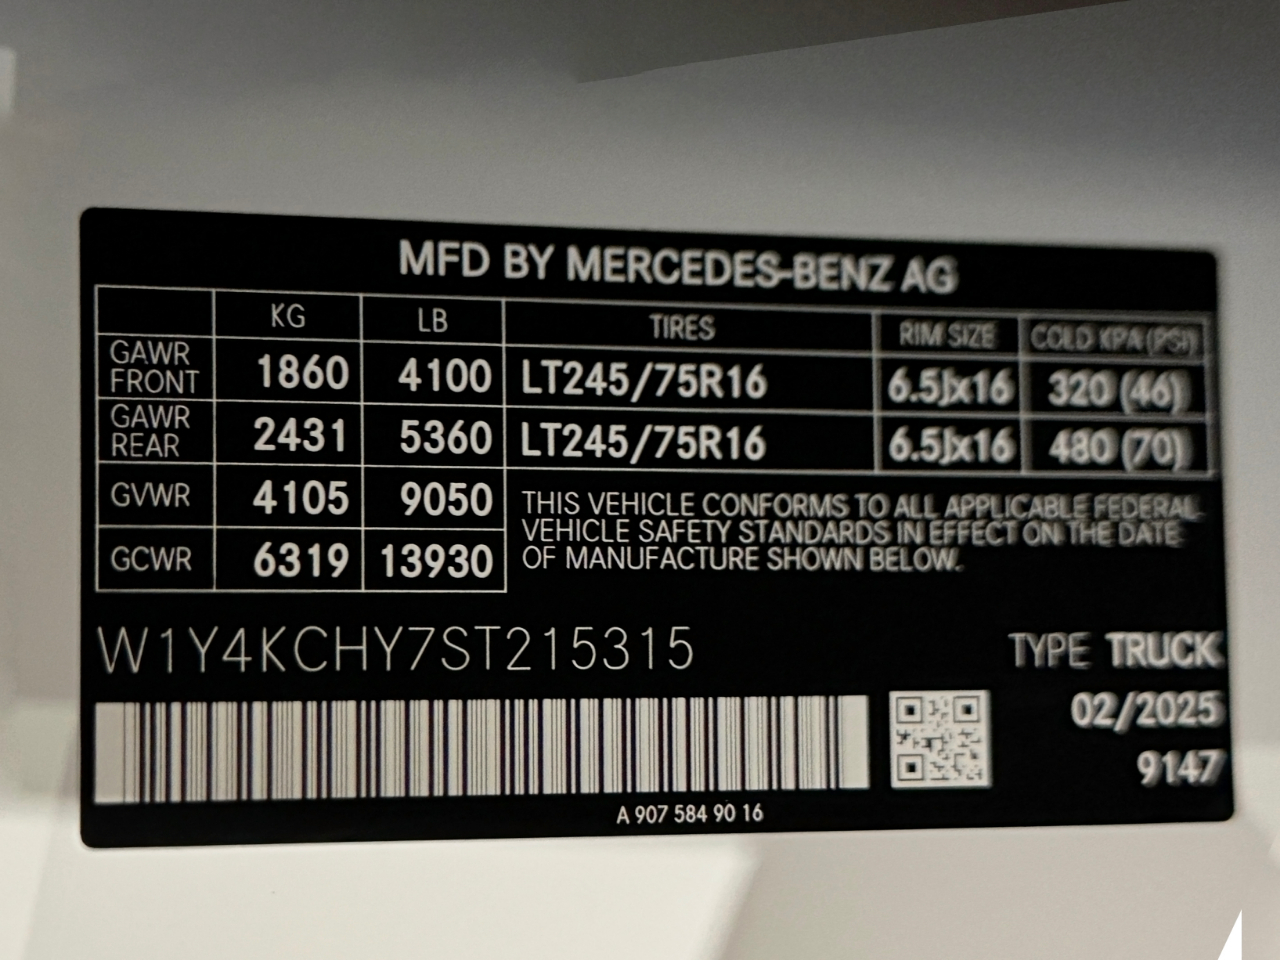 MFD BY MERCEDES-BENZ AG
KG LB TIRES RIM SIZE COLD KPA (PSI)
GAWR FRONT 1860 4100 LT245/75R16 6.5Jx16 320 (46)
GAWR REAR 2431 5360 LT245/75R16 6.5Jx16 480 (70)
GVWR 4105 9050
GCWR 6319 13930
THIS VEHICLE CONFORMS TO ALL APPLICABLE FEDERAL
VEHICLE SAFETY STANDARDS IN EFFECT ON THE DATE
OF MANUFACTURE SHOWN BELOW.
W1Y4KCHY7ST215315
TYPE TRUCK
02/2025
9147
A 907 584 90 16